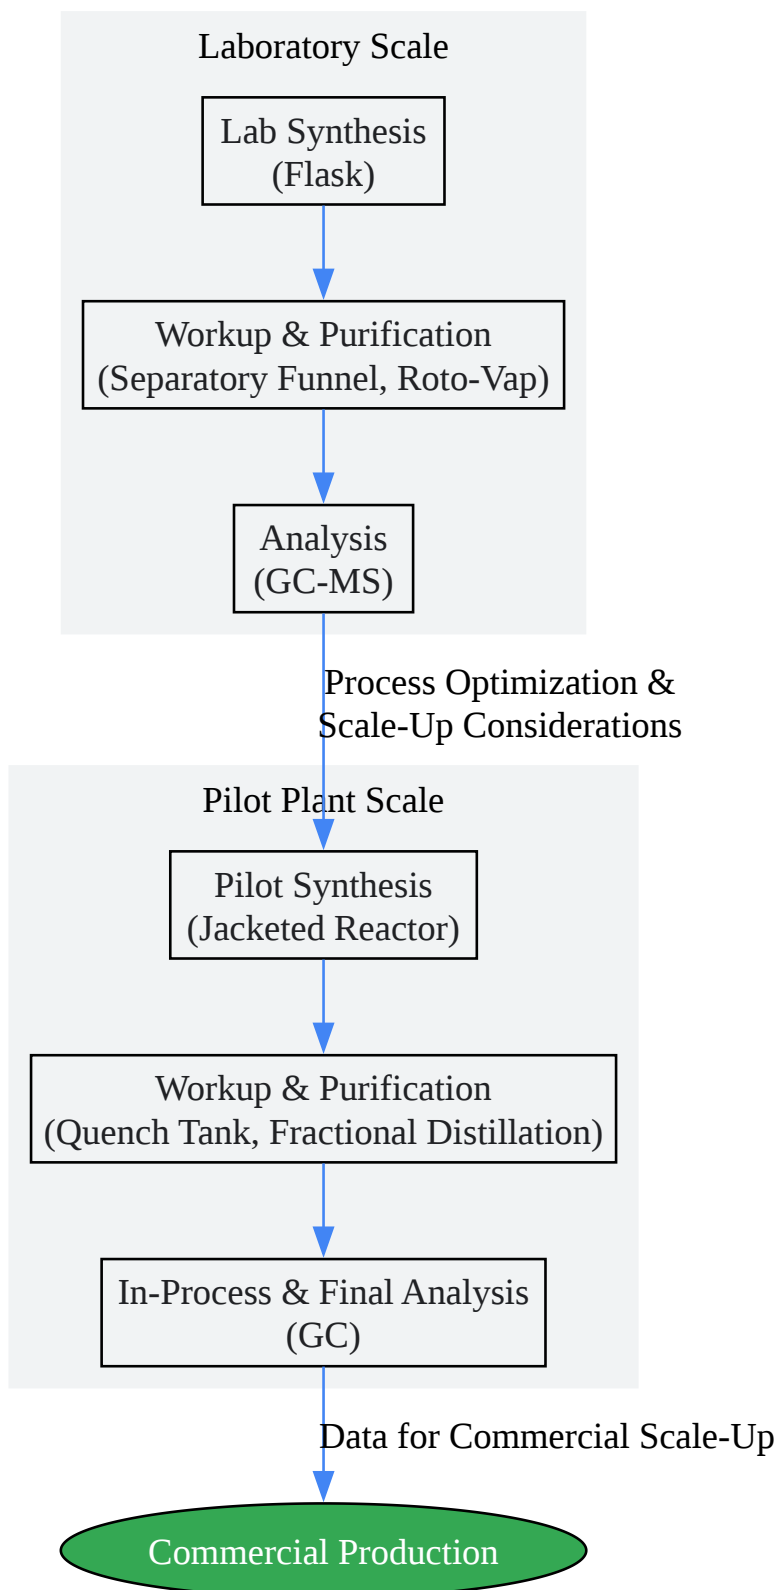 Laboratory Scale
Lab Synthesis
(Flask)
Workup & Purification
(Separatory Funnel, Roto-Vap)
Analysis
(GC-MS)
Process Optimization &
Scale-Up Considerations
Pilot Plant Scale
Pilot Synthesis
(Jacketed Reactor)
Workup & Purification
(Quench Tank, Fractional Distillation)
In-Process & Final Analysis
(GC)
Data for Commercial Scale-Up
Commercial Production